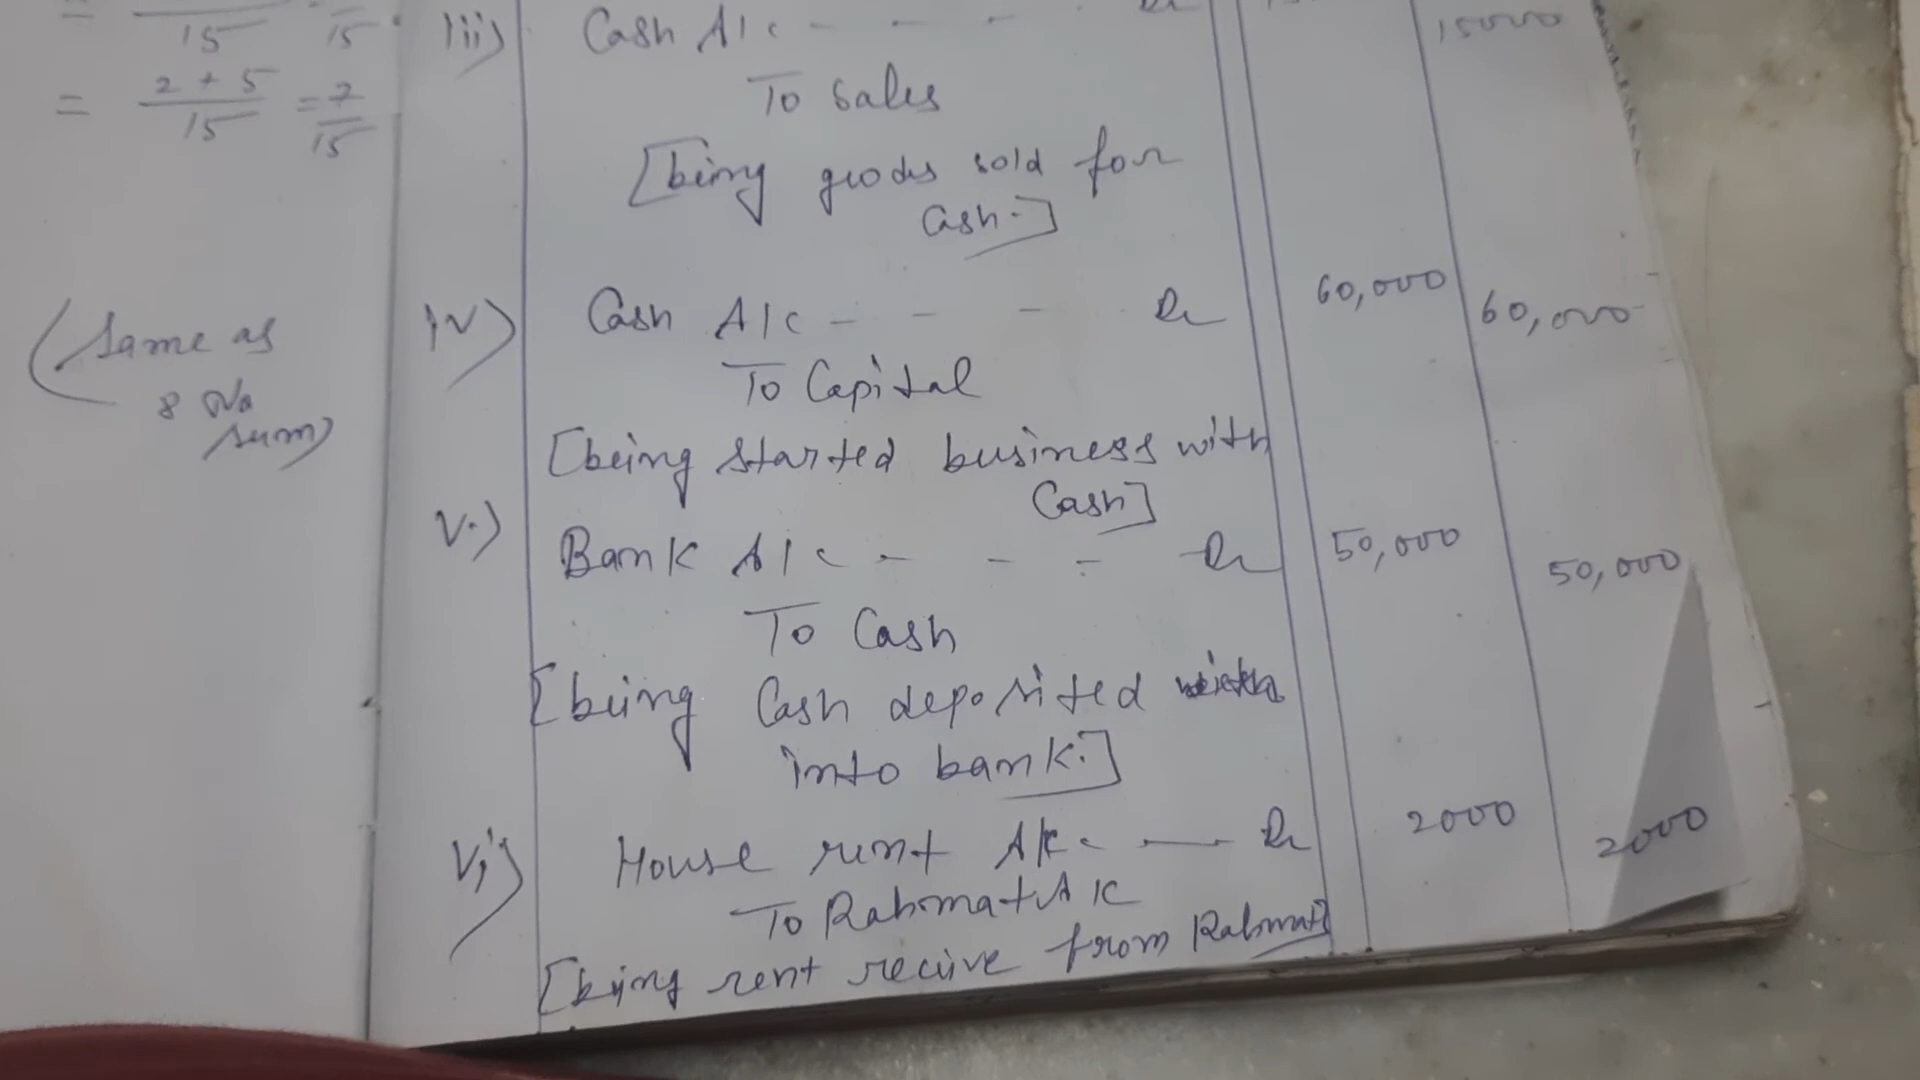 15 15
= 2 + 5 = 7
15 15
(Same as
8 No
sum)
iii) Cash A/c - - - Dr 15000
To Sales
[being goods sold for
Cash.]
iv) Cash A/c - - - Dr 60,000 60,000
To Capital
[being started business with
Cash]
v.) Bank A/c - - - Dr 50,000 50,000
To Cash
[being Cash deposited
into bank.]
vi) House rent A/c - Dr 2000 2000
To Rahmat A/c
[being rent recive from Rahmat]